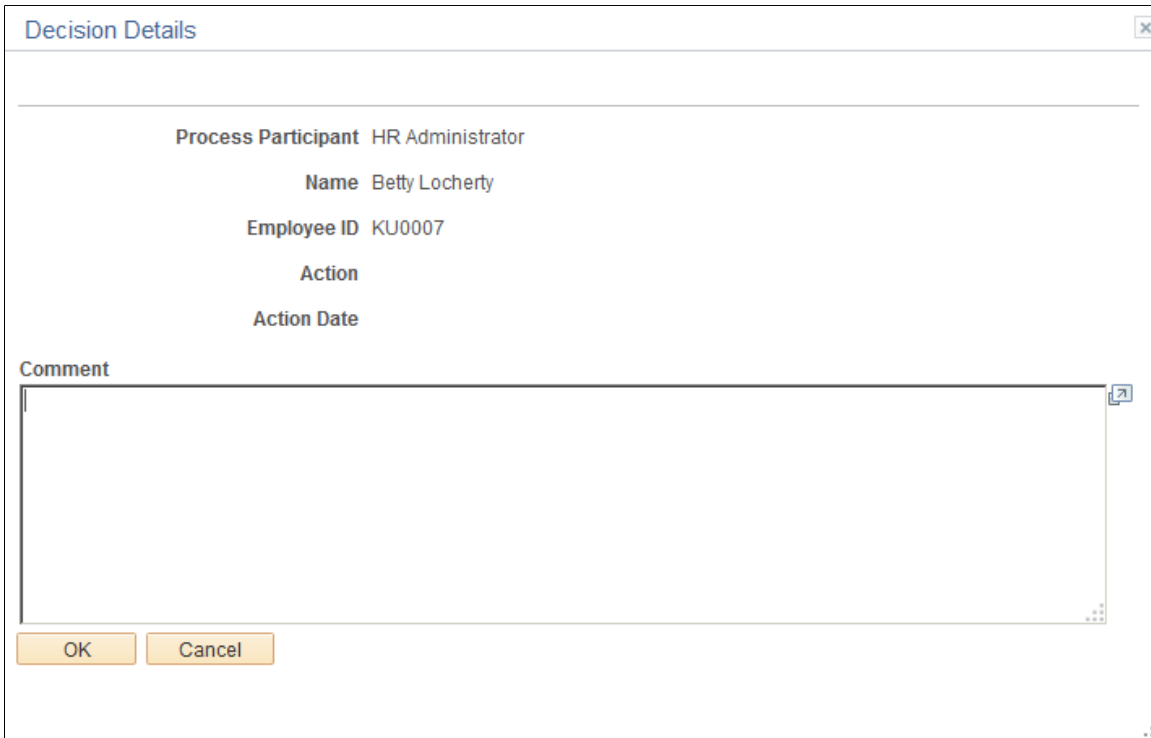 Decision Details
Process Participant HR Administrator
Name Betty Locherty
Employee ID KU0007
Action
Action Date
Comment
OK Cancel